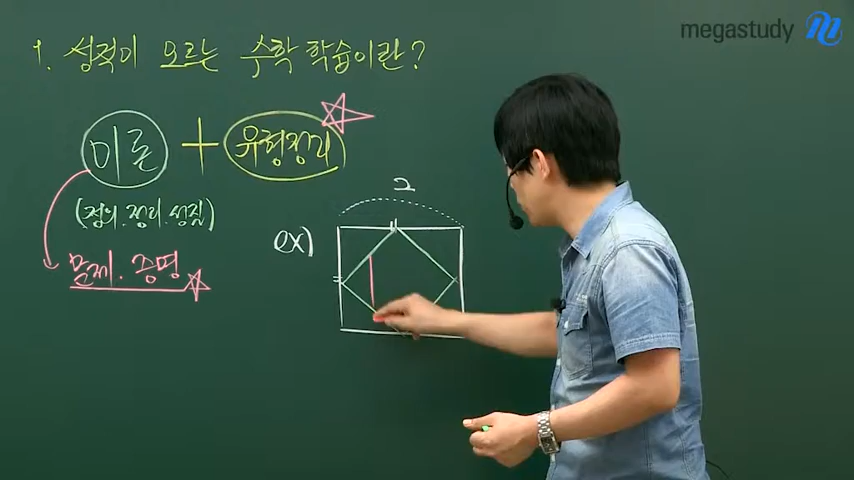 megastudy
1. 성적이 오르는 수학 학습이란?
이론 + 유형정리
(정의. 정리. 성질)
문제. 증명
ex)
2